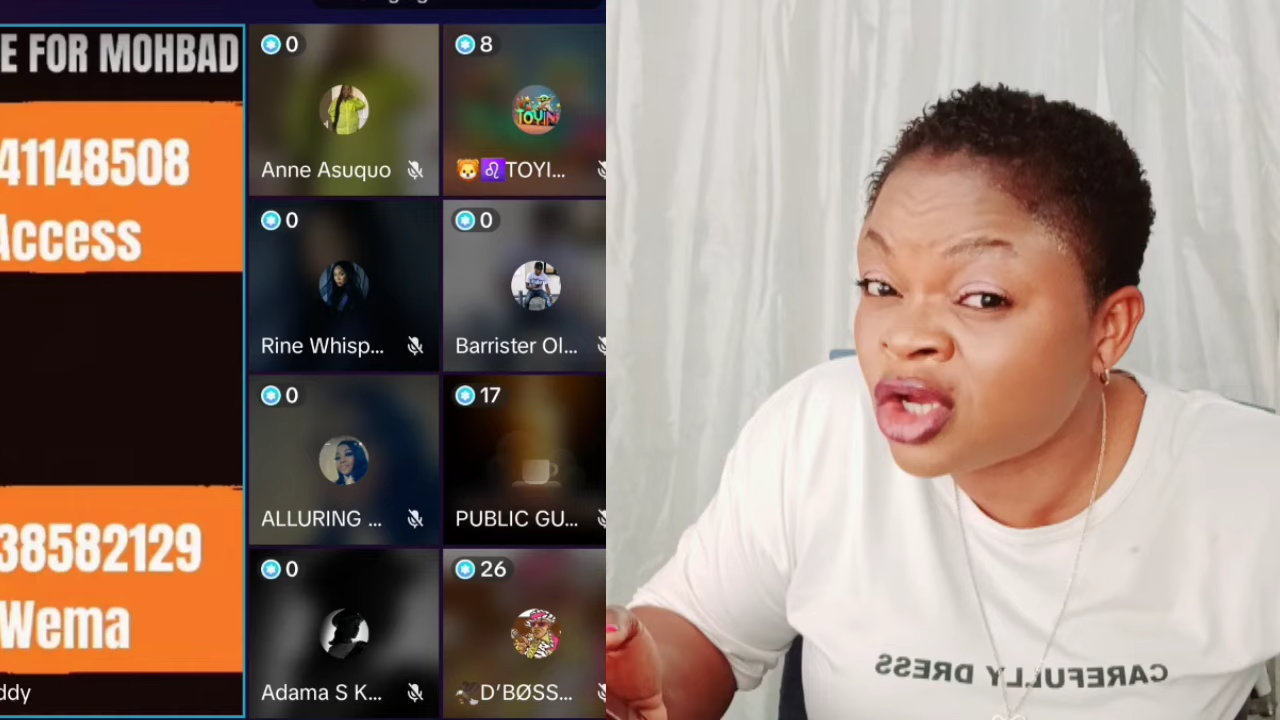 E FOR MOHBAD
41148508
Access
38582129
Wema
ddy
0
Anne Asuquo
8
🐯♌TOYI...
TOYIN
0
Rine Whisp...
0
Barrister Ol...
0
ALLURING ...
17
PUBLIC GU...
0
Adama S K...
26
D'BØSS...
CAREFULLY DRESS